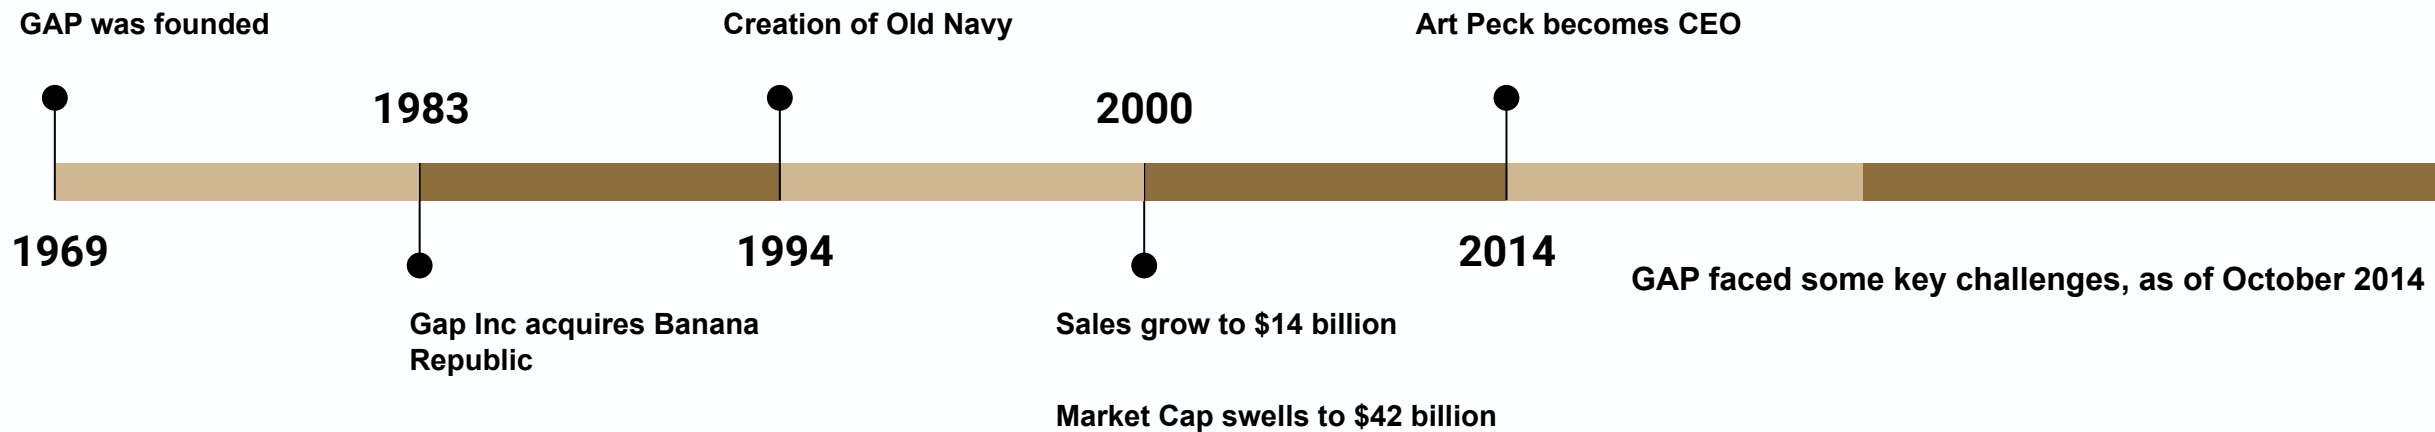 GAP was founded
Creation of Old Navy
Art Peck becomes CEO
1983
2000
1969
1994
2014
GAP faced some key challenges, as of October 2014
Gap Inc acquires Banana
Republic
Sales grow to $14 billion
Market Cap swells to $42 billion